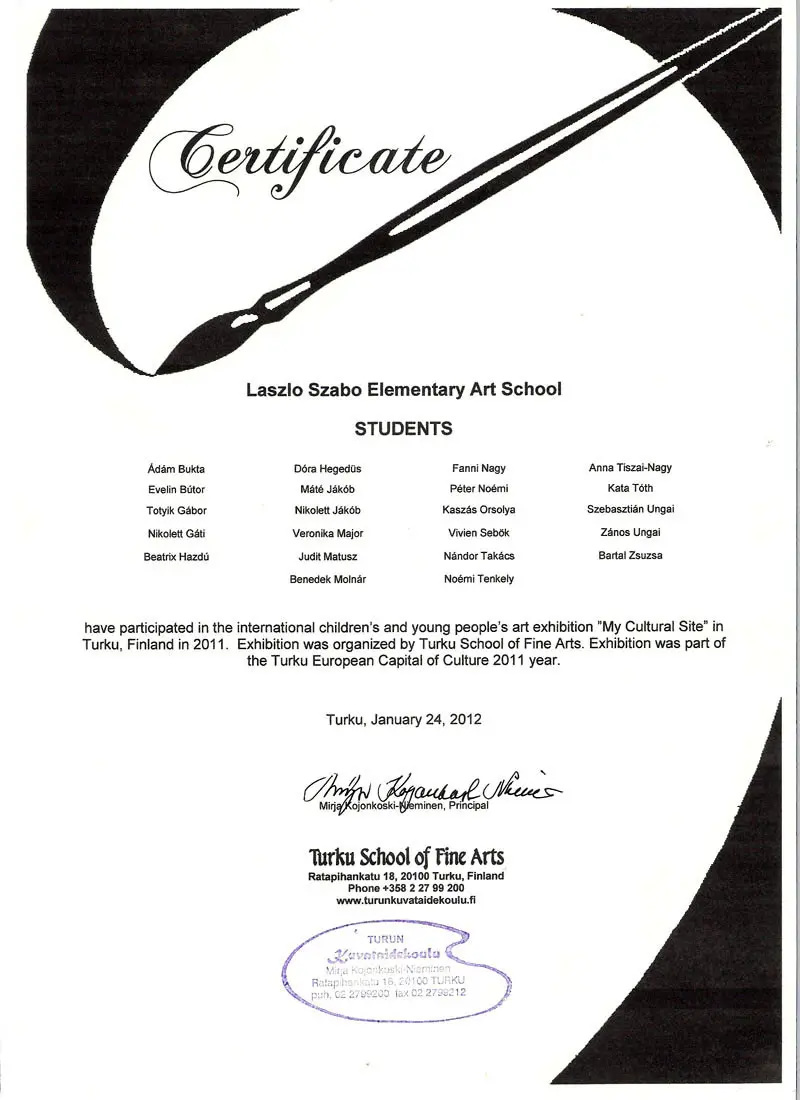 Certificate
Laszlo Szabo Elementary Art School
STUDENTS
Ádám Bukta Dóra Hegedüs Fanni Nagy Anna Tiszai-Nagy
Evelin Bútor Máté Jákób Péter Noémi Kata Tóth
Totyik Gábor Nikolett Jákób Kaszás Orsolya Szebasztián Ungai
Nikolett Gáti Veronika Major Vivien Sebök Zános Ungai
Beatrix Hazdú Judit Matusz Nándor Takács Bartal Zsuzsa
Benedek Molnár Noémi Tenkely
have participated in the international children's and young people's art exhibition "My Cultural Site" in
Turku, Finland in 2011. Exhibition was organized by Turku School of Fine Arts. Exhibition was part of
the Turku European Capital of Culture 2011 year.
Turku, January 24, 2012
Mirja Kojonkoski-Nieminen, Principal
Turku School of Fine Arts
Ratapihankatu 18, 20100 Turku, Finland
Phone +358 2 27 99 200
www.turunkuvataidekoulu.fi
TURUN
Kuvataidekoulu
Mirja Kojonkoski-Nieminen
Ratapihankatu 18, 20100 TURKU
puh. 02 2799200 fax 02 2799212